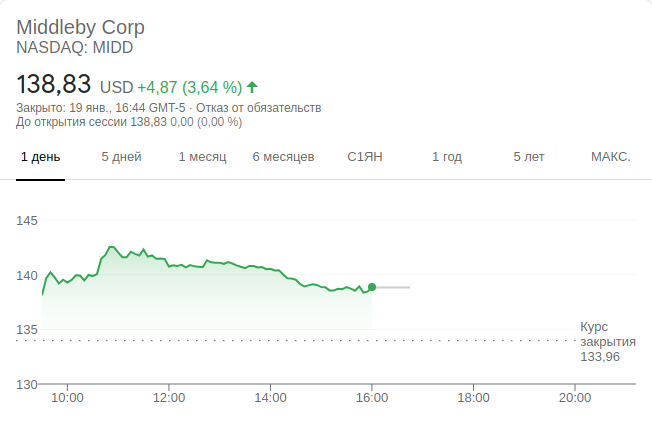 Middleby Corp
NASDAQ: MIDD
138,83 USD +4,87 (3,64 %)
Закрыто: 19 янв., 16:44 GMT-5 · Отказ от обязательств
До открытия сессии 138,83 0,00 (0,00 %)
1 день 5 дней 1 месяц 6 месяцев С1ЯН 1 год 5 лет МАКС.
145
140
135
Курс
закрытия
133,96
130
10:00 12:00 14:00 16:00 18:00 20:00